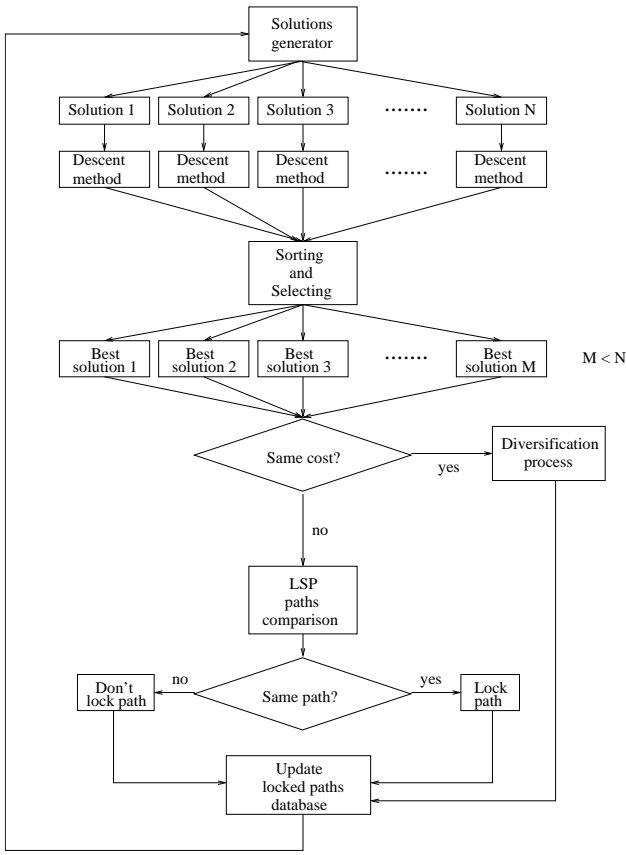 Solutions
generator
Solution 1
Solution 2
Solution 3
.......
Solution N
Descent
method
Descent
method
Descent
method
.......
Descent
method
Sorting
and
Selecting
Best
solution 1
Best
solution 2
Best
solution 3
.......
Best
solution M
M < N
Same cost?
yes
Diversification
process
no
LSP
paths
comparison
Don't
lock path
no
Same path?
yes
Lock
path
Update
locked paths
database